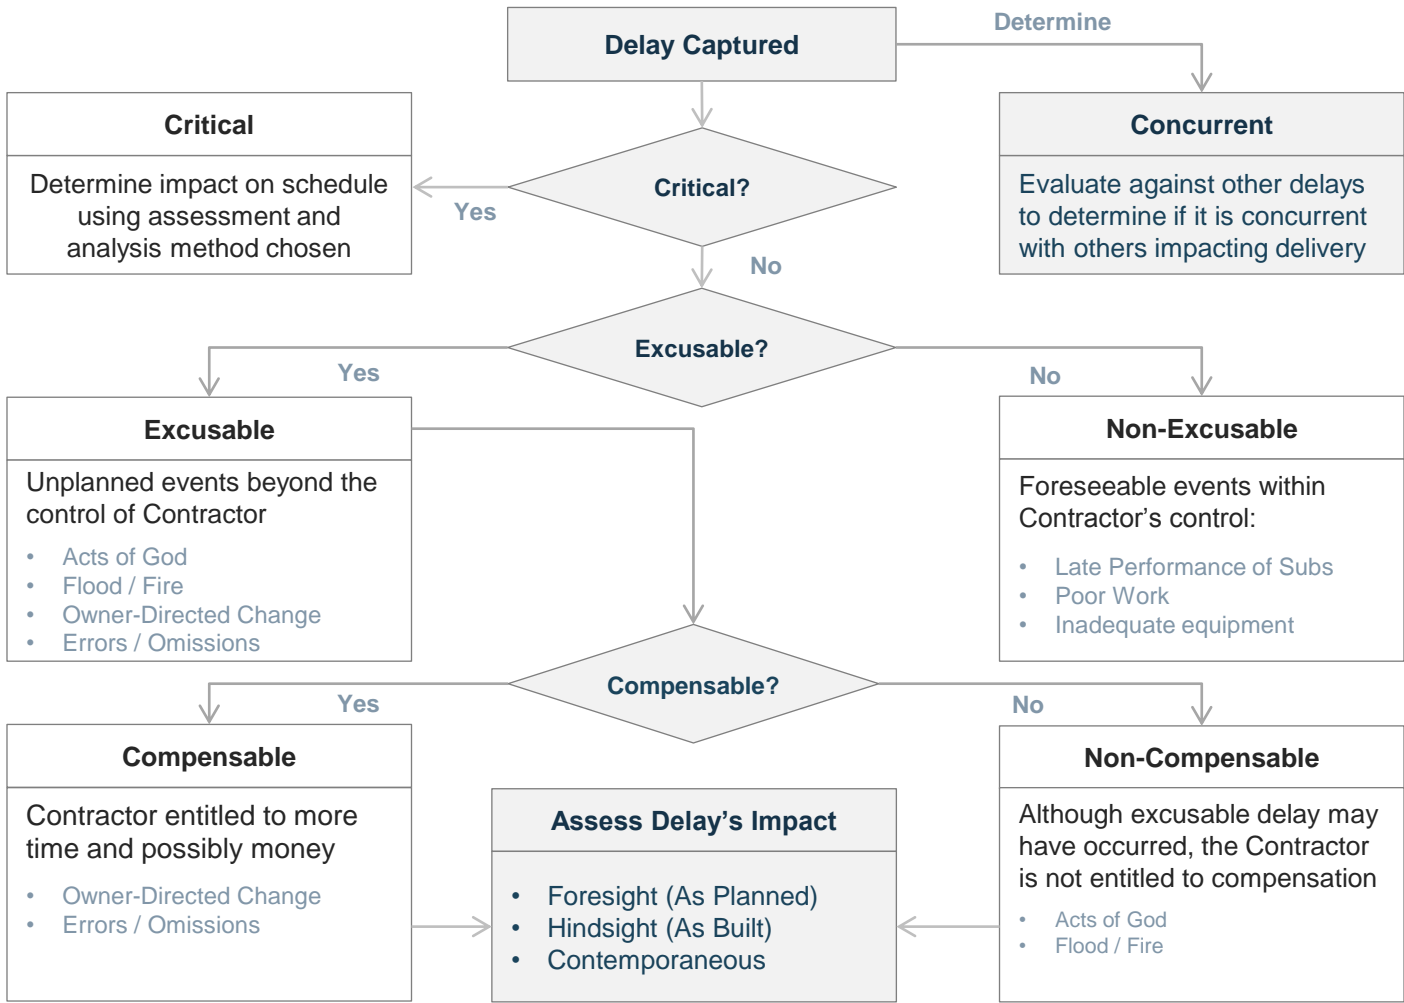 Determine
Delay Captured
Critical
Determine impact on schedule
using assessment and
analysis method chosen
Critical?
Yes
No
Concurrent
Evaluate against other delays
to determine if it is concurrent
with others impacting delivery
Excusable?
Yes
No
Excusable
Unplanned events beyond the
control of Contractor
• Acts of God
• Flood / Fire
• Owner-Directed Change
• Errors / Omissions
Non-Excusable
Foreseeable events within
Contractor’s control:
• Late Performance of Subs
• Poor Work
• Inadequate equipment
Compensable?
Yes
No
Compensable
Contractor entitled to more
time and possibly money
• Owner-Directed Change
• Errors / Omissions
Assess Delay’s Impact
• Foresight (As Planned)
• Hindsight (As Built)
• Contemporaneous
Non-Compensable
Although excusable delay may
have occurred, the Contractor
is not entitled to compensation
• Acts of God
• Flood / Fire